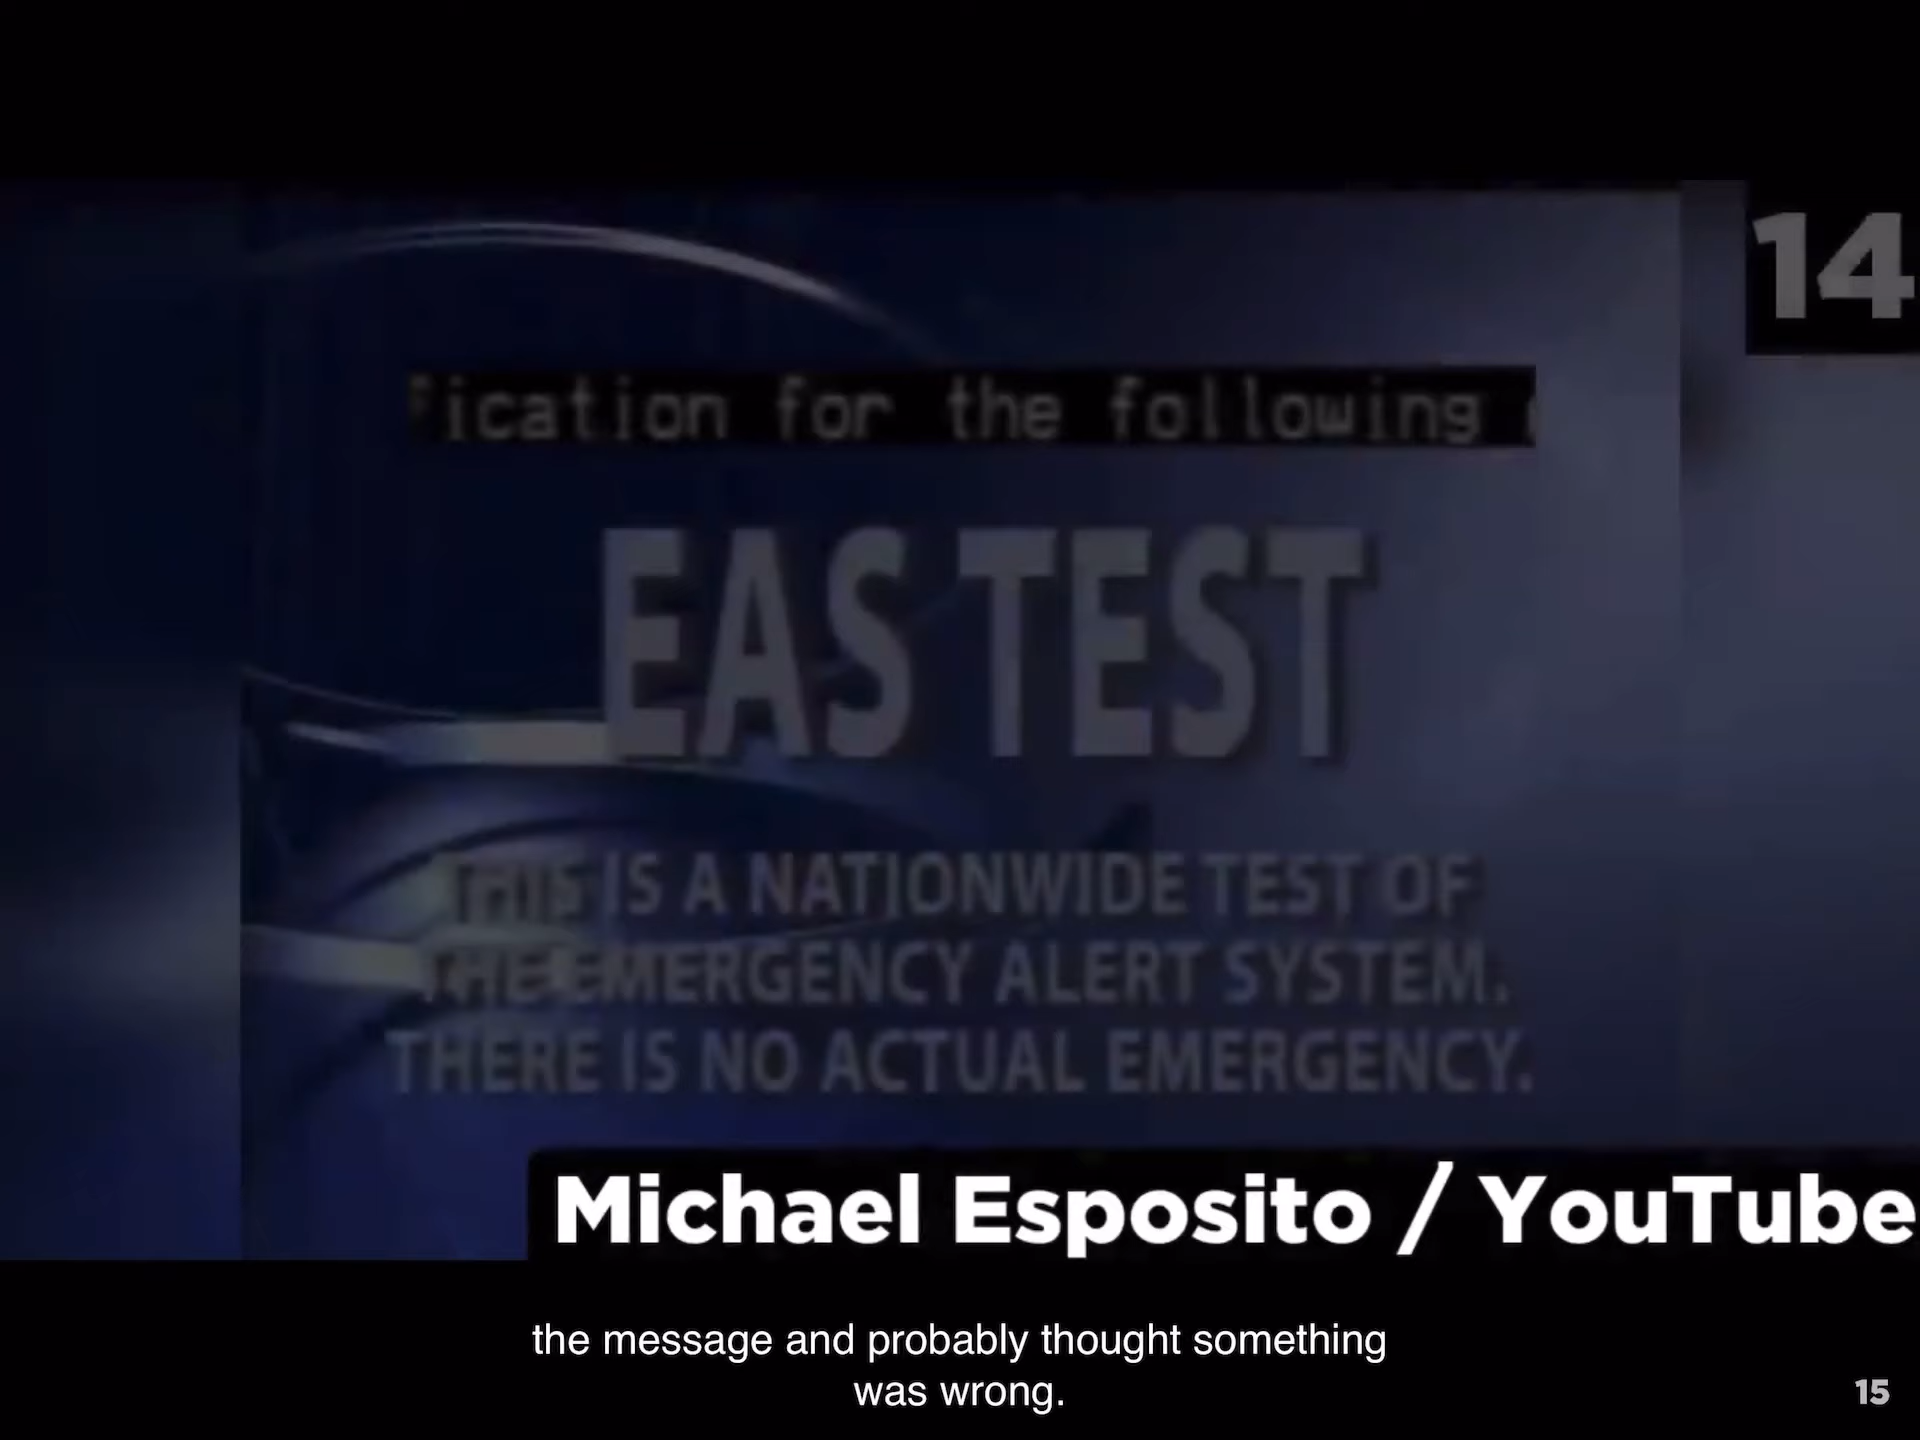 14
ication for the following
EAS TEST
THIS IS A NATIONWIDE TEST OF
THE EMERGENCY ALERT SYSTEM.
THERE IS NO ACTUAL EMERGENCY.
Michael Esposito / YouTube
the message and probably thought something
was wrong.
15